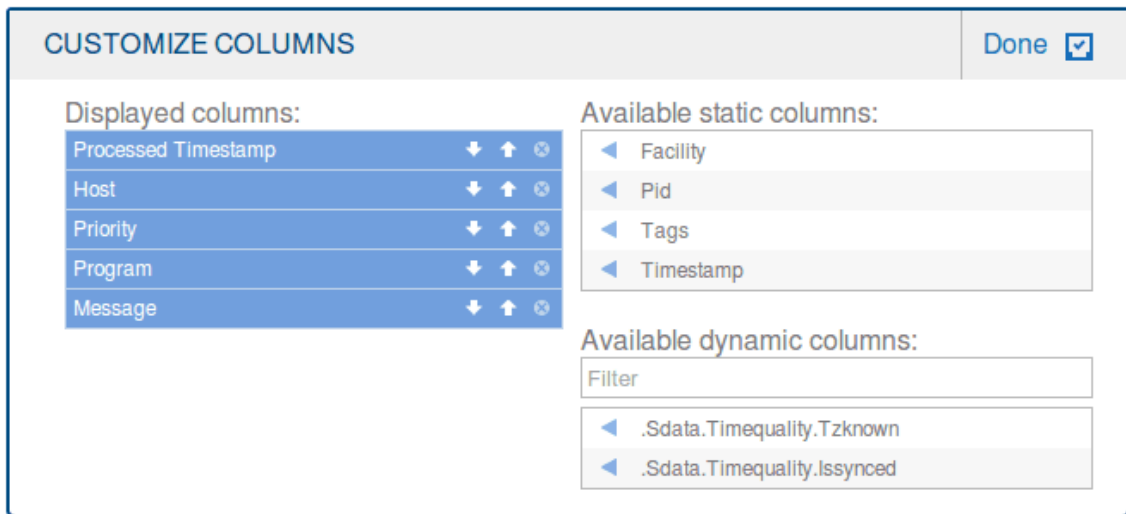 CUSTOMIZE COLUMNS
Done
Displayed columns:
Processed Timestamp
Host
Priority
Program
Message
Available static columns:
Facility
Pid
Tags
Timestamp
Available dynamic columns:
Filter
.Sdata.Timequality.Tzknown
.Sdata.Timequality.Issynced